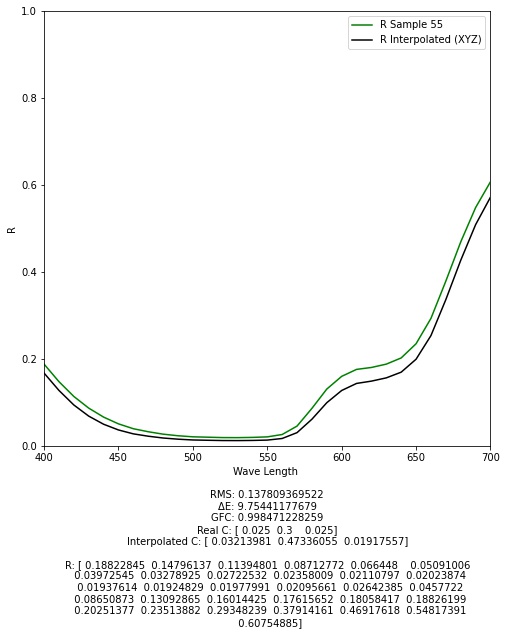 1.0
0.8
0.6
0.4
0.2
0.0
R
R Sample 55
R Interpolated (XYZ)
400 450 500 550 600 650 700
Wave Length
RMS: 0.137809369522
ΔE: 9.75441177679
GFC: 0.998471228259
Real C: [ 0.025 0.3 0.025]
Interpolated C: [ 0.03213981 0.47336055 0.01917557]
R: [ 0.18822845 0.14796137 0.11394801 0.08712772 0.066448 0.05091006
0.03972545 0.03278925 0.02722532 0.02358009 0.02110797 0.02023874
0.01937614 0.01924829 0.01977991 0.02095661 0.02642385 0.0457722
0.08650873 0.13092865 0.16014425 0.17615652 0.18058417 0.18826199
0.20251377 0.23513882 0.29348239 0.37914161 0.46917618 0.54817391
0.60754885]